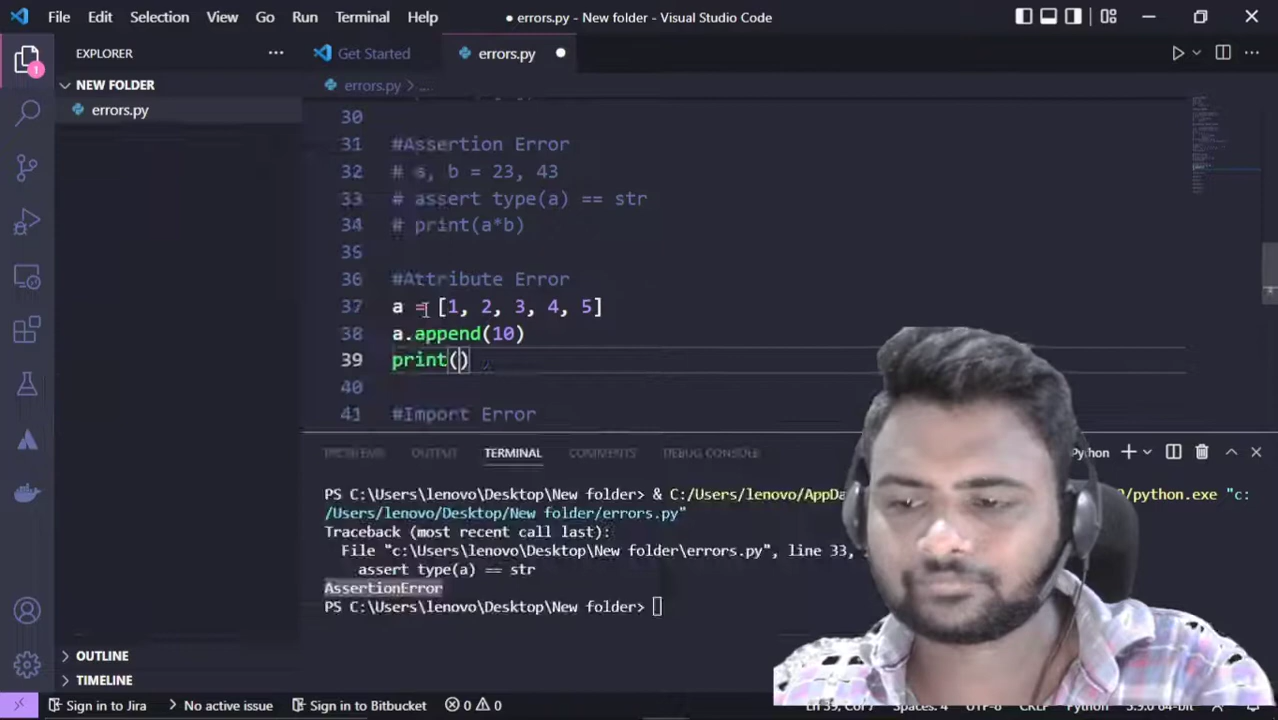 File Edit Selection View Go Run Terminal Help
● errors.py - New folder - Visual Studio Code
EXPLORER ...
Get Started
errors.py
NEW FOLDER
errors.py > ...
errors.py
1
30
31 #Assertion Error
32 # a, b = 23, 43
33 # assert type(a) == str
34 # print(a*b)
35
36 #Attribute Error
37 a = [1, 2, 3, 4, 5]
38 a.append(10)
39 print()
40
41 #Import Error
PROBLEMS OUTPUT TERMINAL COMMENTS DEBUG CONSOLE
Python
PS C:\Users\lenovo\Desktop\New folder> & C:/Users/lenovo/AppDa /python.exe "c:
/Users/lenovo/Desktop/New folder/errors.py"
Traceback (most recent call last):
File "c:\Users\lenovo\Desktop\New folder\errors.py", line 33,
assert type(a) == str
AssertionError
PS C:\Users\lenovo\Desktop\New folder>
OUTLINE
TIMELINE
Sign in to Jira No active issue Sign in to Bitbucket 0 0